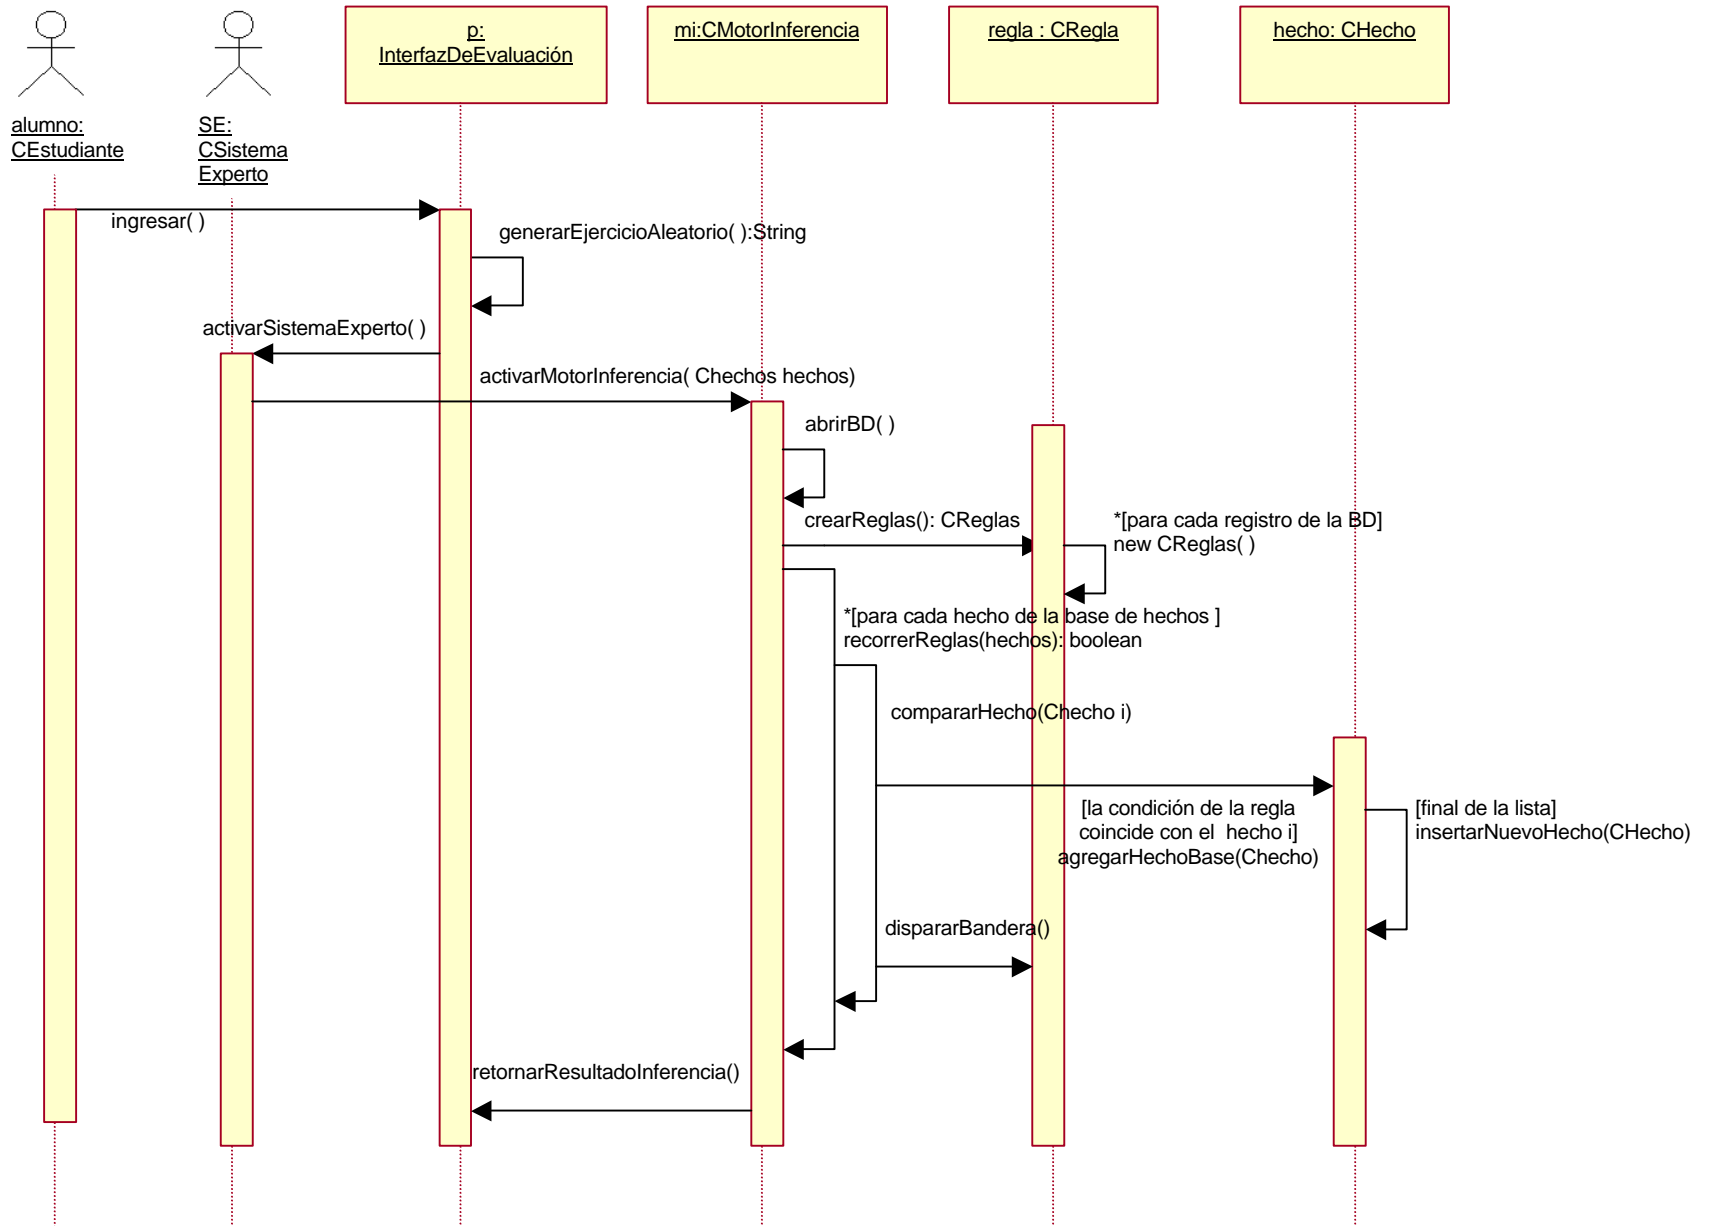 p:
InterfazDeEvaluación
mi:CMotorInferencia
regla : CRegla
hecho: CHecho
alumno:
CEstudiante
SE:
CSistema
Experto
ingresar( )
generarEjercicioAleatorio( ):String
activarSistemaExperto( )
activarMotorInferencia( Chechos hechos)
abrirBD( )
crearReglas(): CReglas
*[para cada registro de la BD]
new CReglas( )
*[para cada hecho de la base de hechos ]
recorrerReglas(hechos): boolean
compararHecho(Checho i)
[la condición de la regla
coincide con el  hecho i]
agregarHechoBase(Checho)
[final de la lista]
insertarNuevoHecho(CHecho)
dispararBandera()
retornarResultadoInferencia()